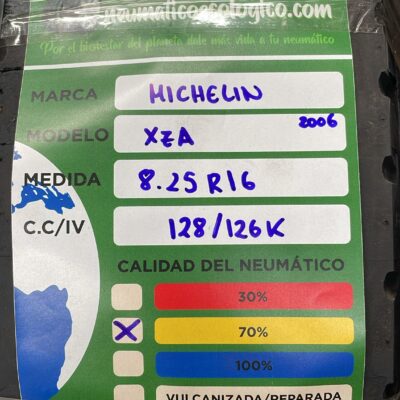 neumaticoecologico.com
Por el bienestar del planeta dale más vida a tu neumático
MARCA MICHELIN
MODELO XZA 2006
MEDIDA 8.25 R16
C.C/IV 128/126K
CALIDAD DEL NEUMÁTICO
30%
X 70%
100%
VULCANIZADA/REPARADA